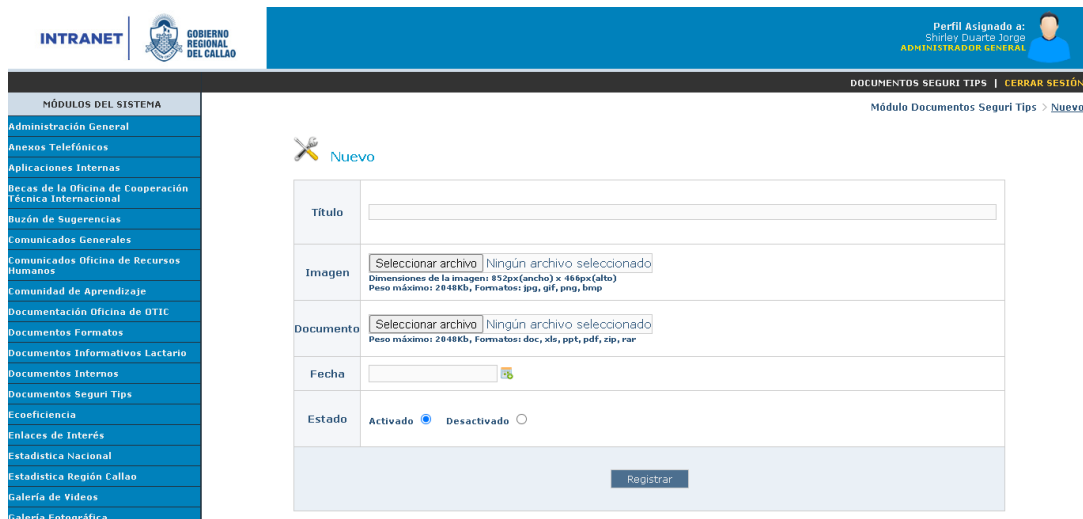 INTRANET
GOBIERNO
REGIONAL
DEL CALLAO
Perfil Asignado a:
Shirley Duarte Jorge
ADMINISTRADOR GENERAL
DOCUMENTOS SEGURI TIPS | CERRAR SESIÓN
MÓDULOS DEL SISTEMA
Administración General
Anexos Telefónicos
Aplicaciones Internas
Becas de la Oficina de Cooperación
Técnica Internacional
Buzón de Sugerencias
Comunicados Generales
Comunicados Oficina de Recursos
Humanos
Comunidad de Aprendizaje
Documentación Oficina de OTIC
Documentos Formatos
Documentos Informativos Lactario
Documentos Internos
Documentos Seguri Tips
Ecoeficiencia
Enlaces de Interés
Estadistica Nacional
Estadistica Región Callao
Galería de Videos
Galería Fotográfica
Módulo Documentos Seguri Tips > Nuevo
Nuevo
Título
Imagen
Seleccionar archivo Ningún archivo seleccionado
Dimensiones de la imagen: 852px(ancho) x 466px(alto)
Peso máximo: 2048Kb, Formatos: jpg, gif, png, bmp
Documento
Seleccionar archivo Ningún archivo seleccionado
Peso máximo: 2048Kb, Formatos: doc, xls, ppt, pdf, zip, rar
Fecha
Estado
Activado Desactivado
Registrar